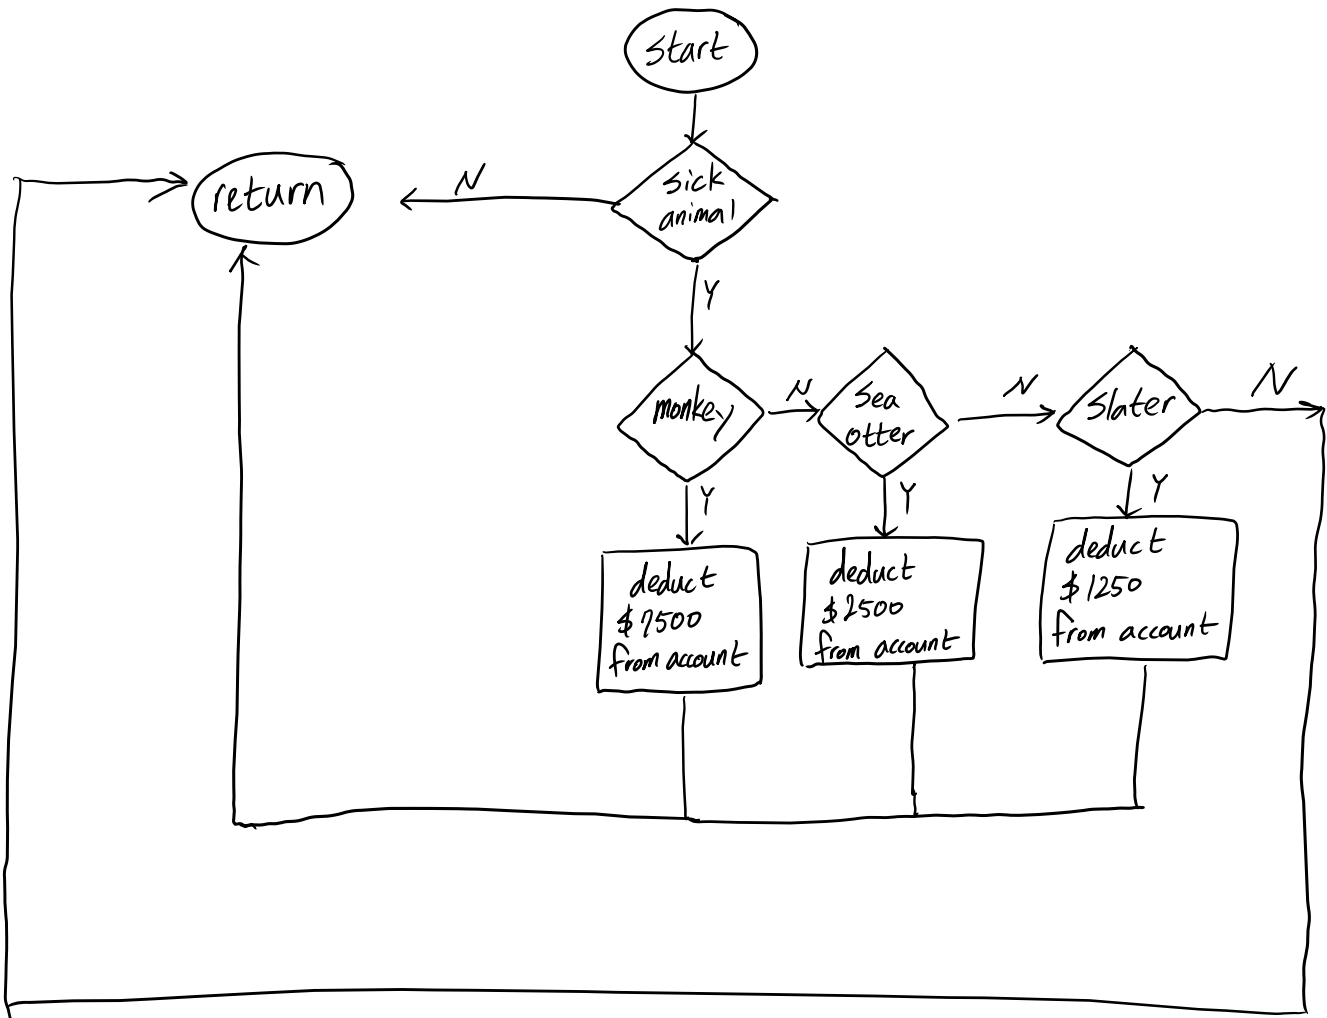 start
N
sick
animal
return
Y
monkey
N
sea
otter
N
slater
N
Y
Y
Y
deduct
$7500
from account
deduct
$2500
from account
deduct
$1250
from account